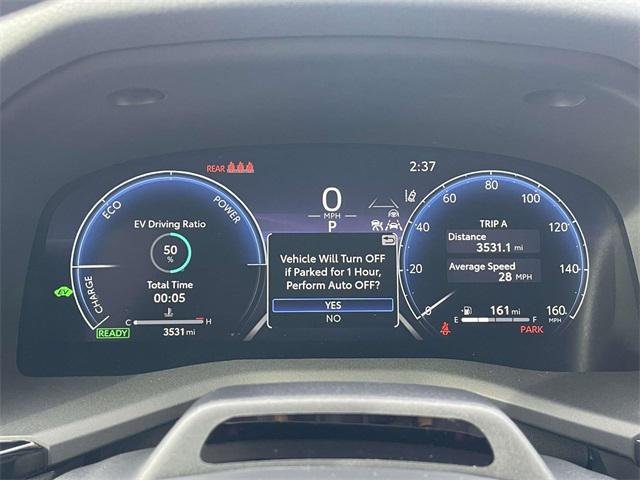 REAR
2:37
ECO
POWER
CHARGE
EV Driving Ratio
50
%
Total Time
00:05
C H
READY
3531 mi
0
MPH
P
Vehicle Will Turn OFF
if Parked for 1 Hour,
Perform Auto OFF?
YES
NO
0 20 40 60 80 100 120 140 160
MPH
TRIP A
Distance
3531.1 mi
Average Speed
28 MPH
161 mi
E F
PARK